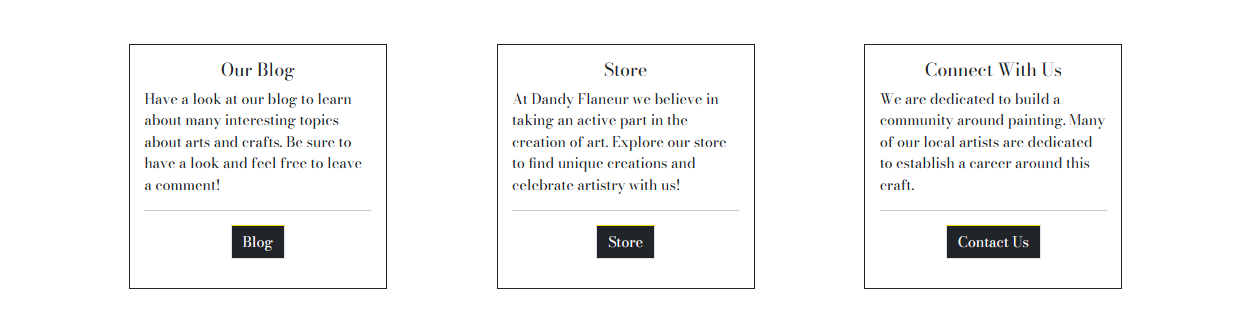 Our Blog
Have a look at our blog to learn
about many interesting topics
about arts and crafts. Be sure to
have a look and feel free to leave
a comment!
Blog
Store
At Dandy Flaneur we believe in
taking an active part in the
creation of art. Explore our store
to find unique creations and
celebrate artistry with us!
Store
Connect With Us
We are dedicated to build a
community around painting. Many
of our local artists are dedicated
to establish a career around this
craft.
Contact Us